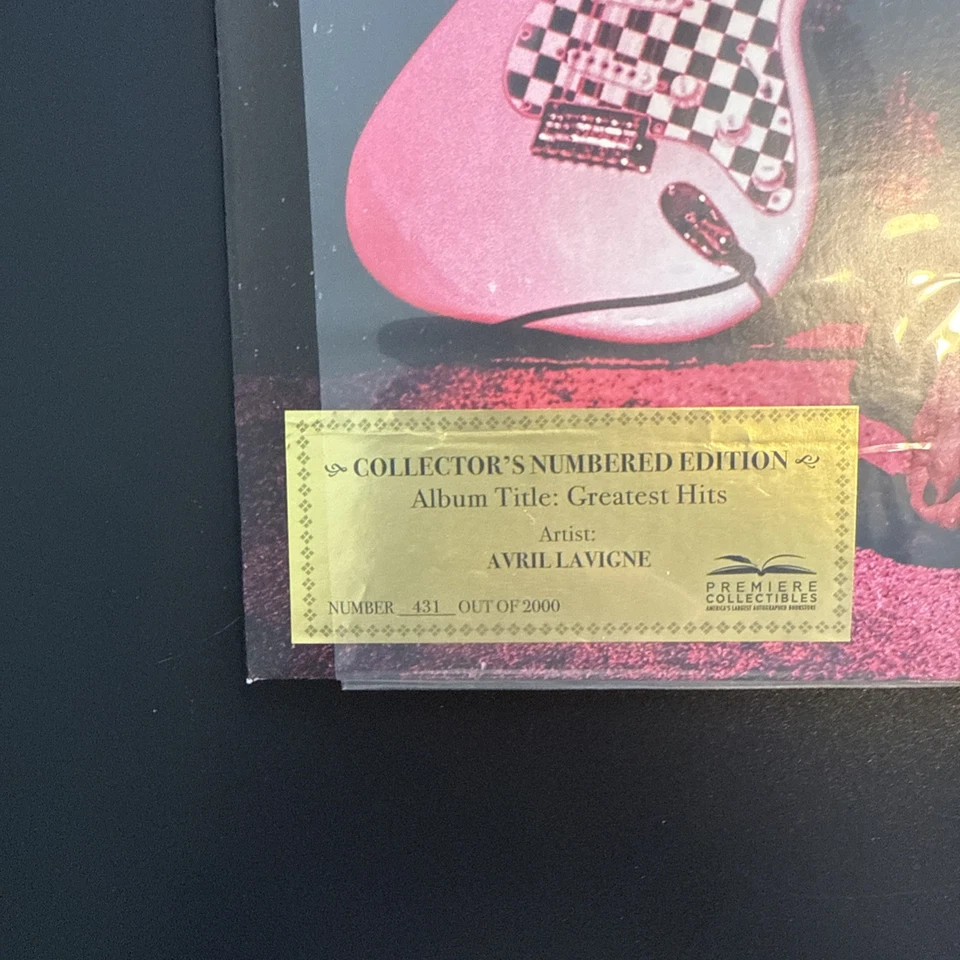 COLLECTOR'S NUMBERED EDITION
Album Title: Greatest Hits
Artist:
AVRIL LAVIGNE
NUMBER 431 OUT OF 2000
PREMIERE
COLLECTIBLES
AMERICA'S LARGEST AUTOGRAPHED BOOKSTORE